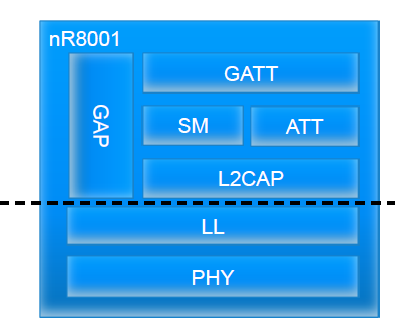 nR8001
GAP
GATT
SM
ATT
L2CAP
LL
PHY